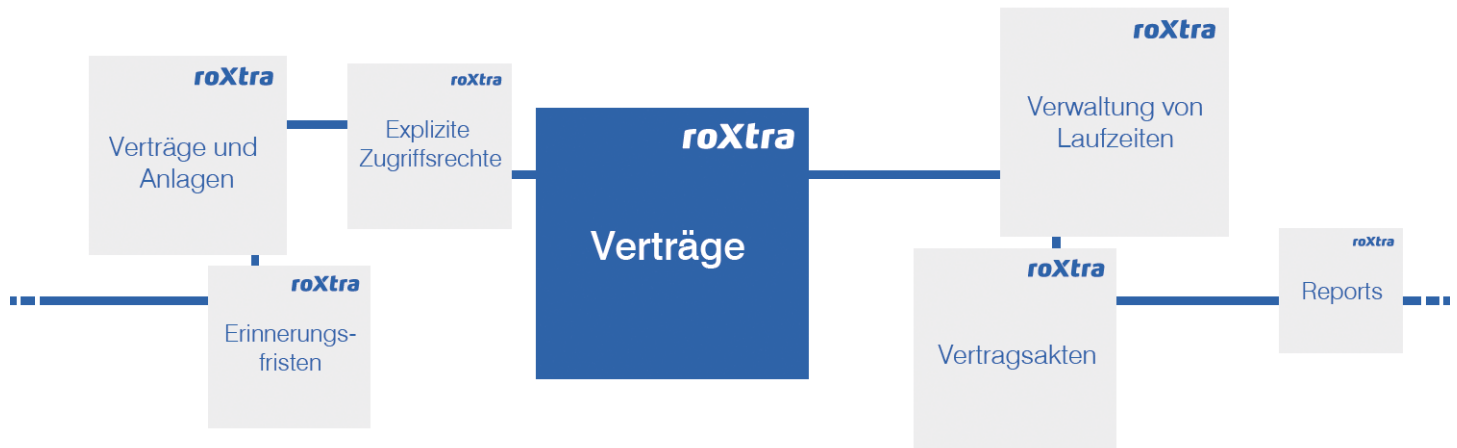 roXtra
Verträge und
Anlagen
roXtra
Explizite
Zugriffsrechte
roXtra
Erinnerungs-
fristen
roXtra
Verträge
roXtra
Verwaltung von
Laufzeiten
roXtra
Vertragsakten
roXtra
Reports